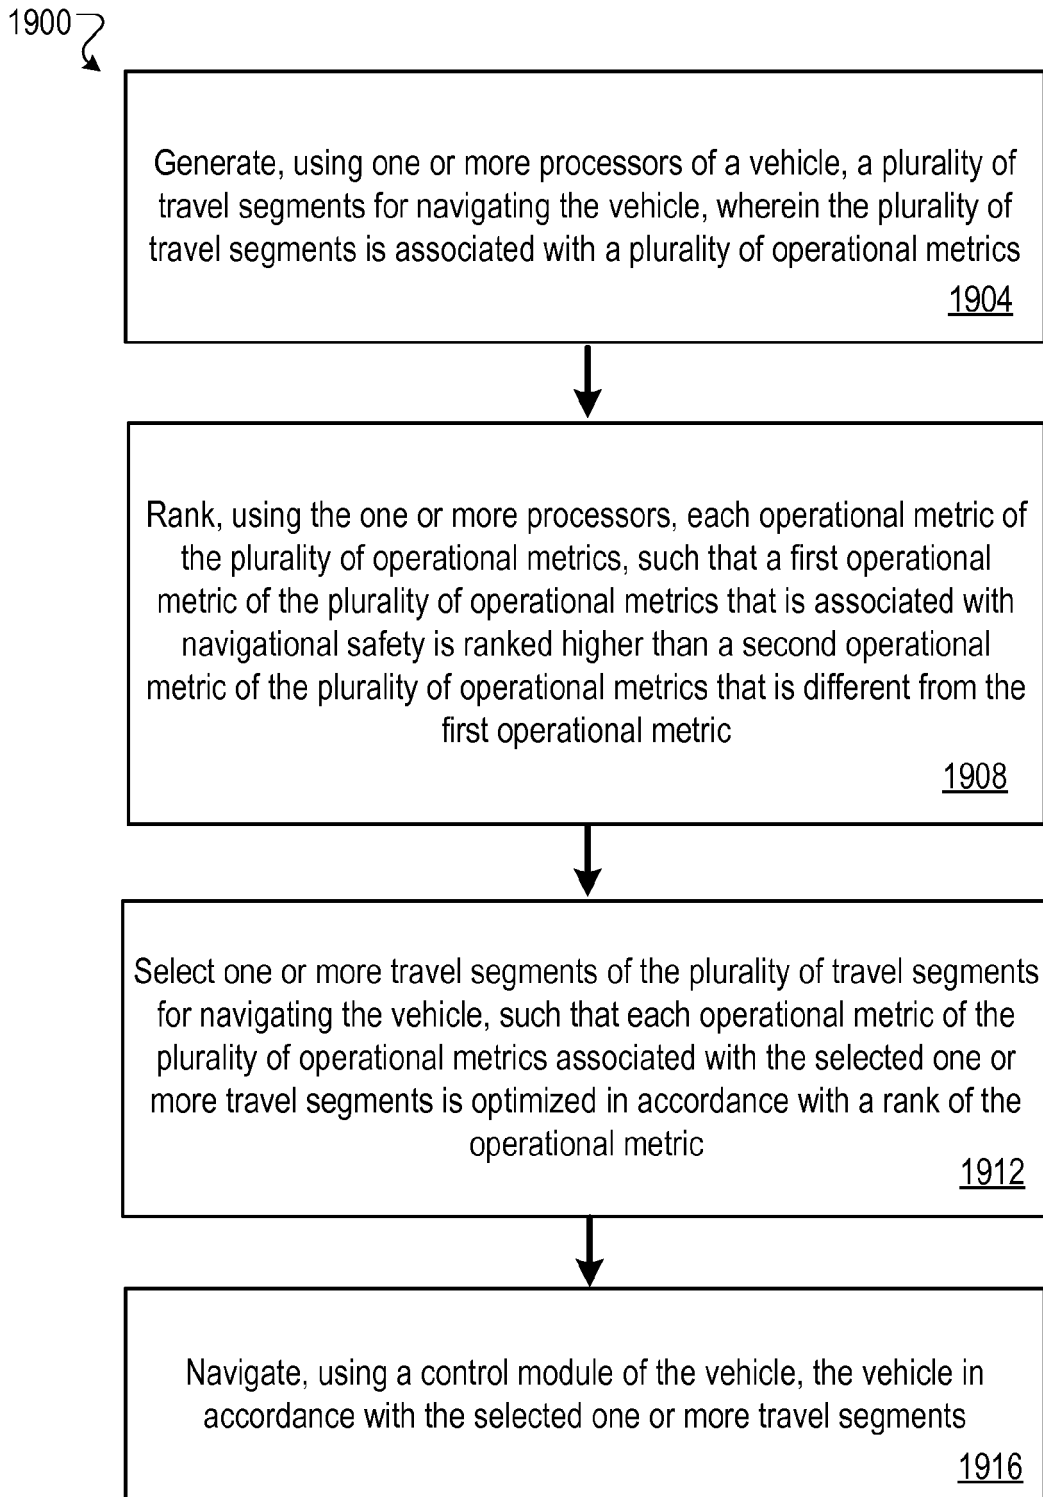 1900
Generate, using one or more processors of a vehicle, a plurality of
travel segments for navigating the vehicle, wherein the plurality of
travel segments is associated with a plurality of operational metrics
1904
Rank, using the one or more processors, each operational metric of
the plurality of operational metrics, such that a first operational
metric of the plurality of operational metrics that is associated with
navigational safety is ranked higher than a second operational
metric of the plurality of operational metrics that is different from the
first operational metric
1908
Select one or more travel segments of the plurality of travel segments
for navigating the vehicle, such that each operational metric of the
plurality of operational metrics associated with the selected one or
more travel segments is optimized in accordance with a rank of the
operational metric
1912
Navigate, using a control module of the vehicle, the vehicle in
accordance with the selected one or more travel segments
1916